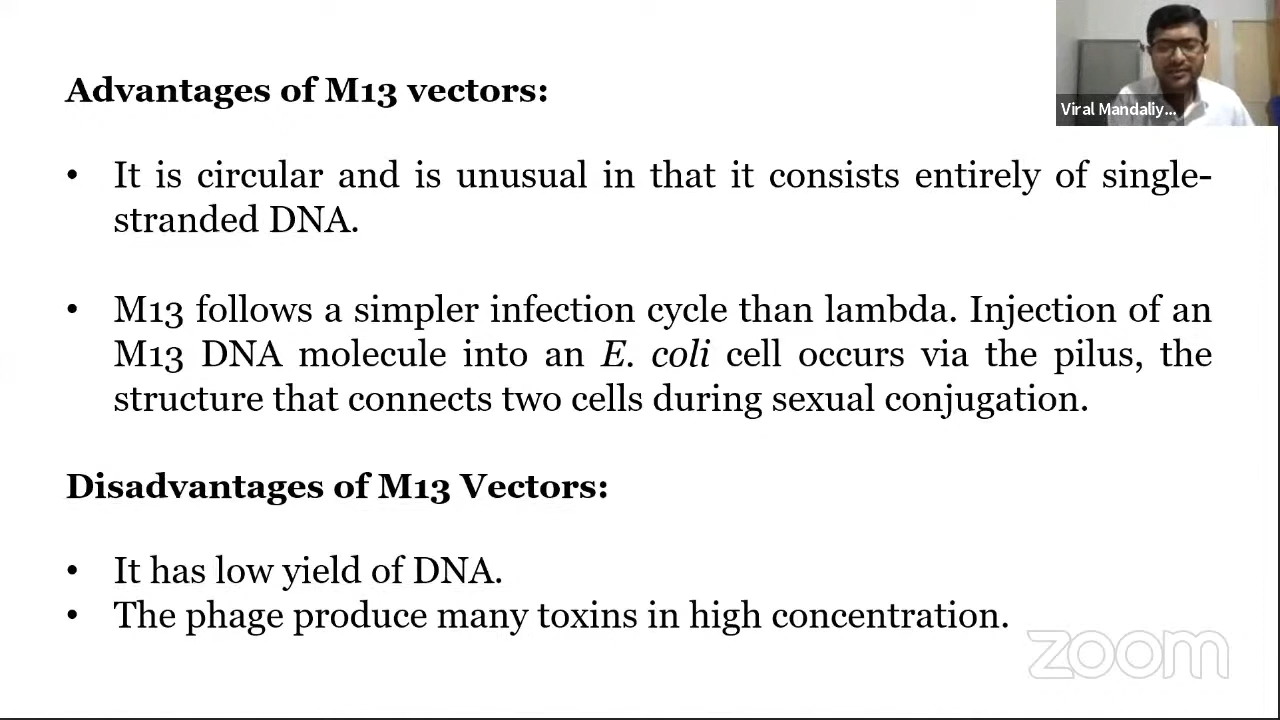 Advantages of M13 vectors:
Viral Mandaliy...
• It is circular and is unusual in that it consists entirely of single-
stranded DNA.
• M13 follows a simpler infection cycle than lambda. Injection of an
M13 DNA molecule into an E. coli cell occurs via the pilus, the
structure that connects two cells during sexual conjugation.
Disadvantages of M13 Vectors:
• It has low yield of DNA.
• The phage produce many toxins in high concentration.
zoom